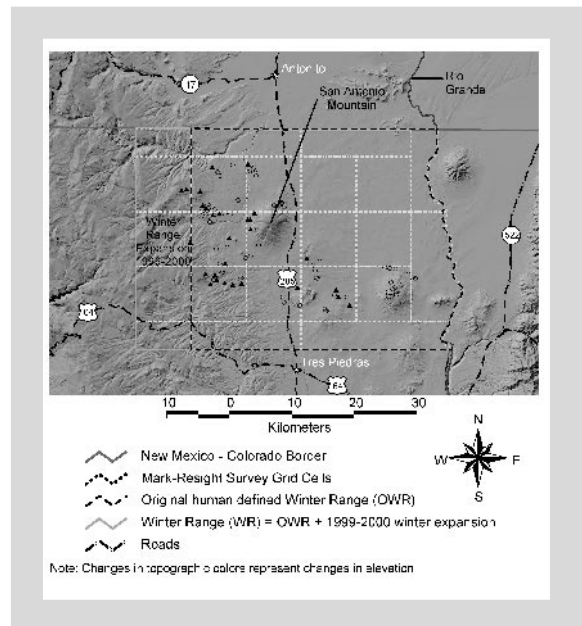 Antonito
17
San Antonio
Mountain
Rio
Grande
Winter
Range
Expansion
522
285
64
Tres Piedras
64
10 0 10 20 30
Kilometers
N
W
S
New Mexico - Colorado Border
Mark-Resight Survey Grid Cells
Original human defined Winter Range (OWR)
Winter Range (WR) = OWR + 1999-2000 winter expansion
Roads
Note: Changes in topographic colors represent changes in elevation